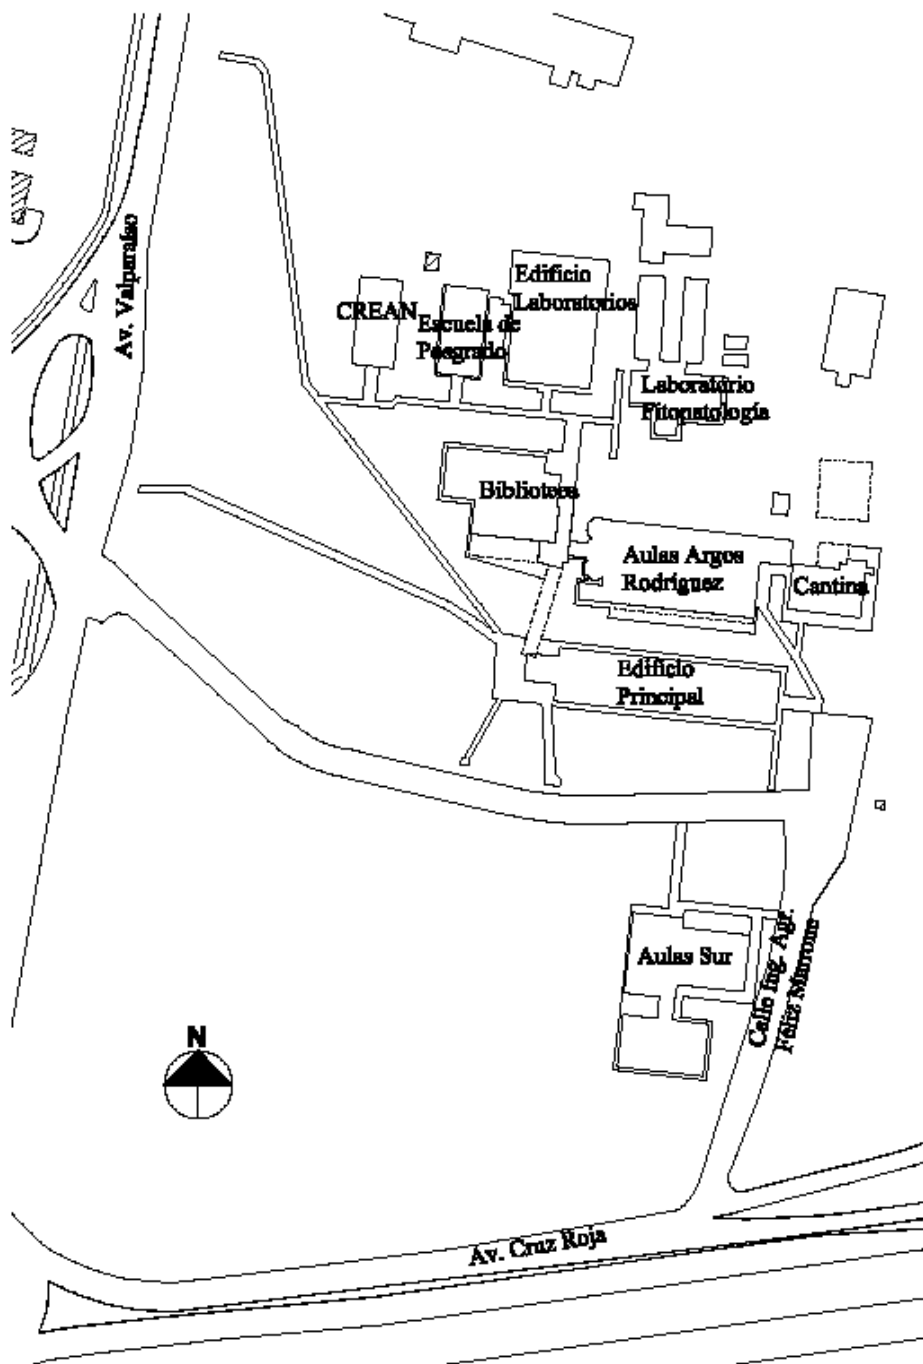 Av. Valparaíso
CREAN
Escuela de
Posgrado
Edificio
Laboratorios
Laboratorio
Fitopatología
Biblioteca
Aulas Argos
Rodríguez
Cantina
Edificio
Principal
Aulas Sur
Calle Ing. Agr.
Féliz Marrone
N
Av. Cruz Roja